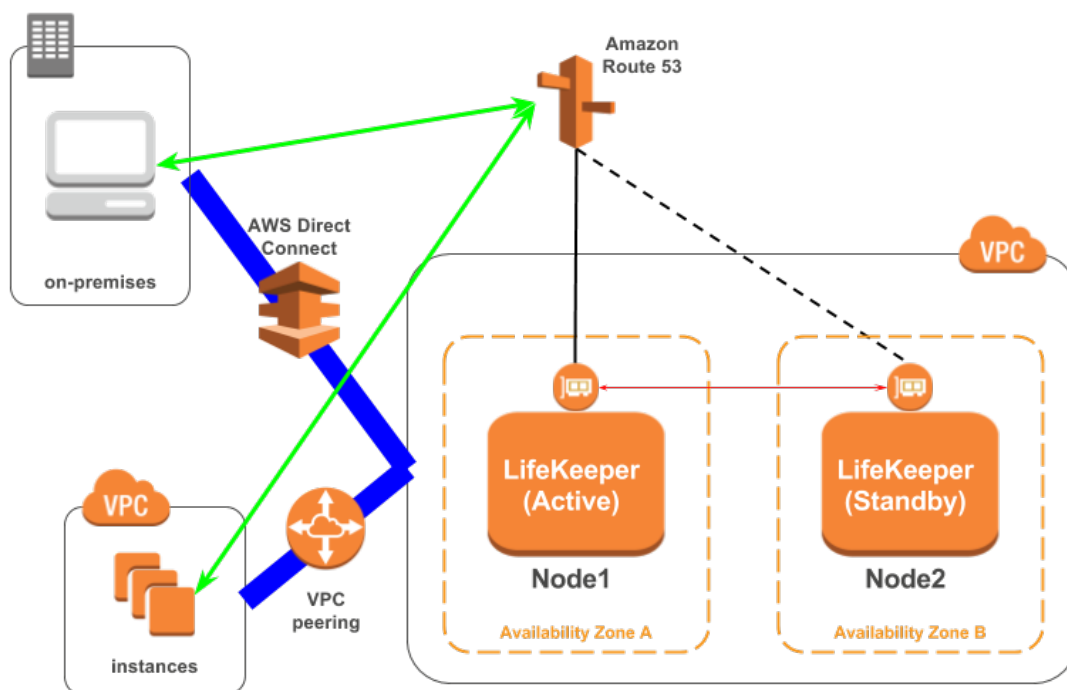 Amazon
Route 53
AWS Direct
Connect
on-premises
VPC
LifeKeeper
(Active)
LifeKeeper
(Standby)
VPC
Node1
Node2
VPC
peering
Availability Zone A
Availability Zone B
instances